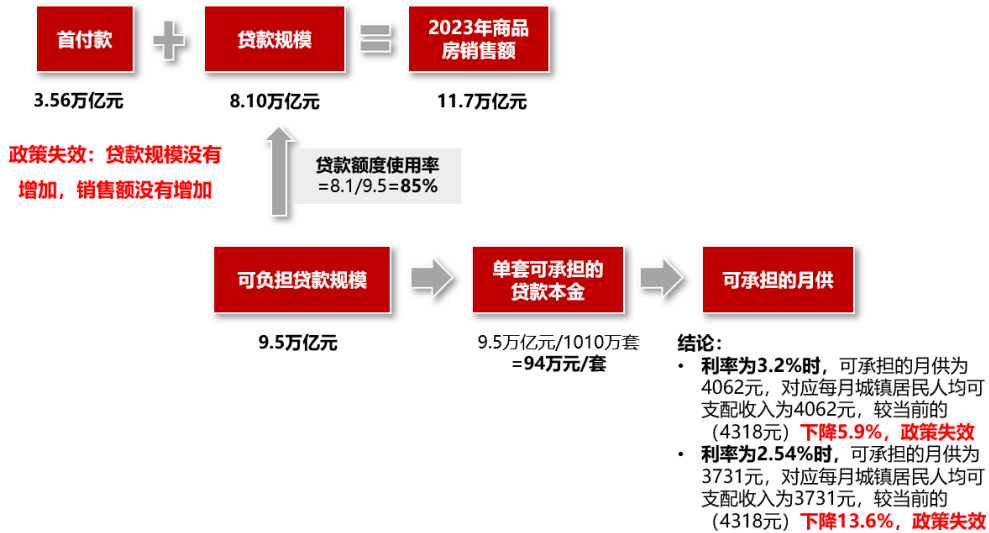 首付款
贷款规模
2023年商品
房销售额
3.56万亿元
8.10万亿元
11.7万亿元
政策失效：贷款规模没有
增加，销售额没有增加
贷款额度使用率
=8.1/9.5=85%
可负担贷款规模
单套可承担的
贷款本金
可承担的月供
9.5万亿元
9.5万亿元/1010万套
=94万元/套
结论：
• 利率为3.2%时，可承担的月供为
4062元，对应每月城镇居民人均可
支配收入为4062元，较当前的
（4318元）下降5.9%，政策失效
• 利率为2.54%时，可承担的月供为
3731元，对应每月城镇居民人均可
支配收入为3731元，较当前的
（4318元）下降13.6%，政策失效